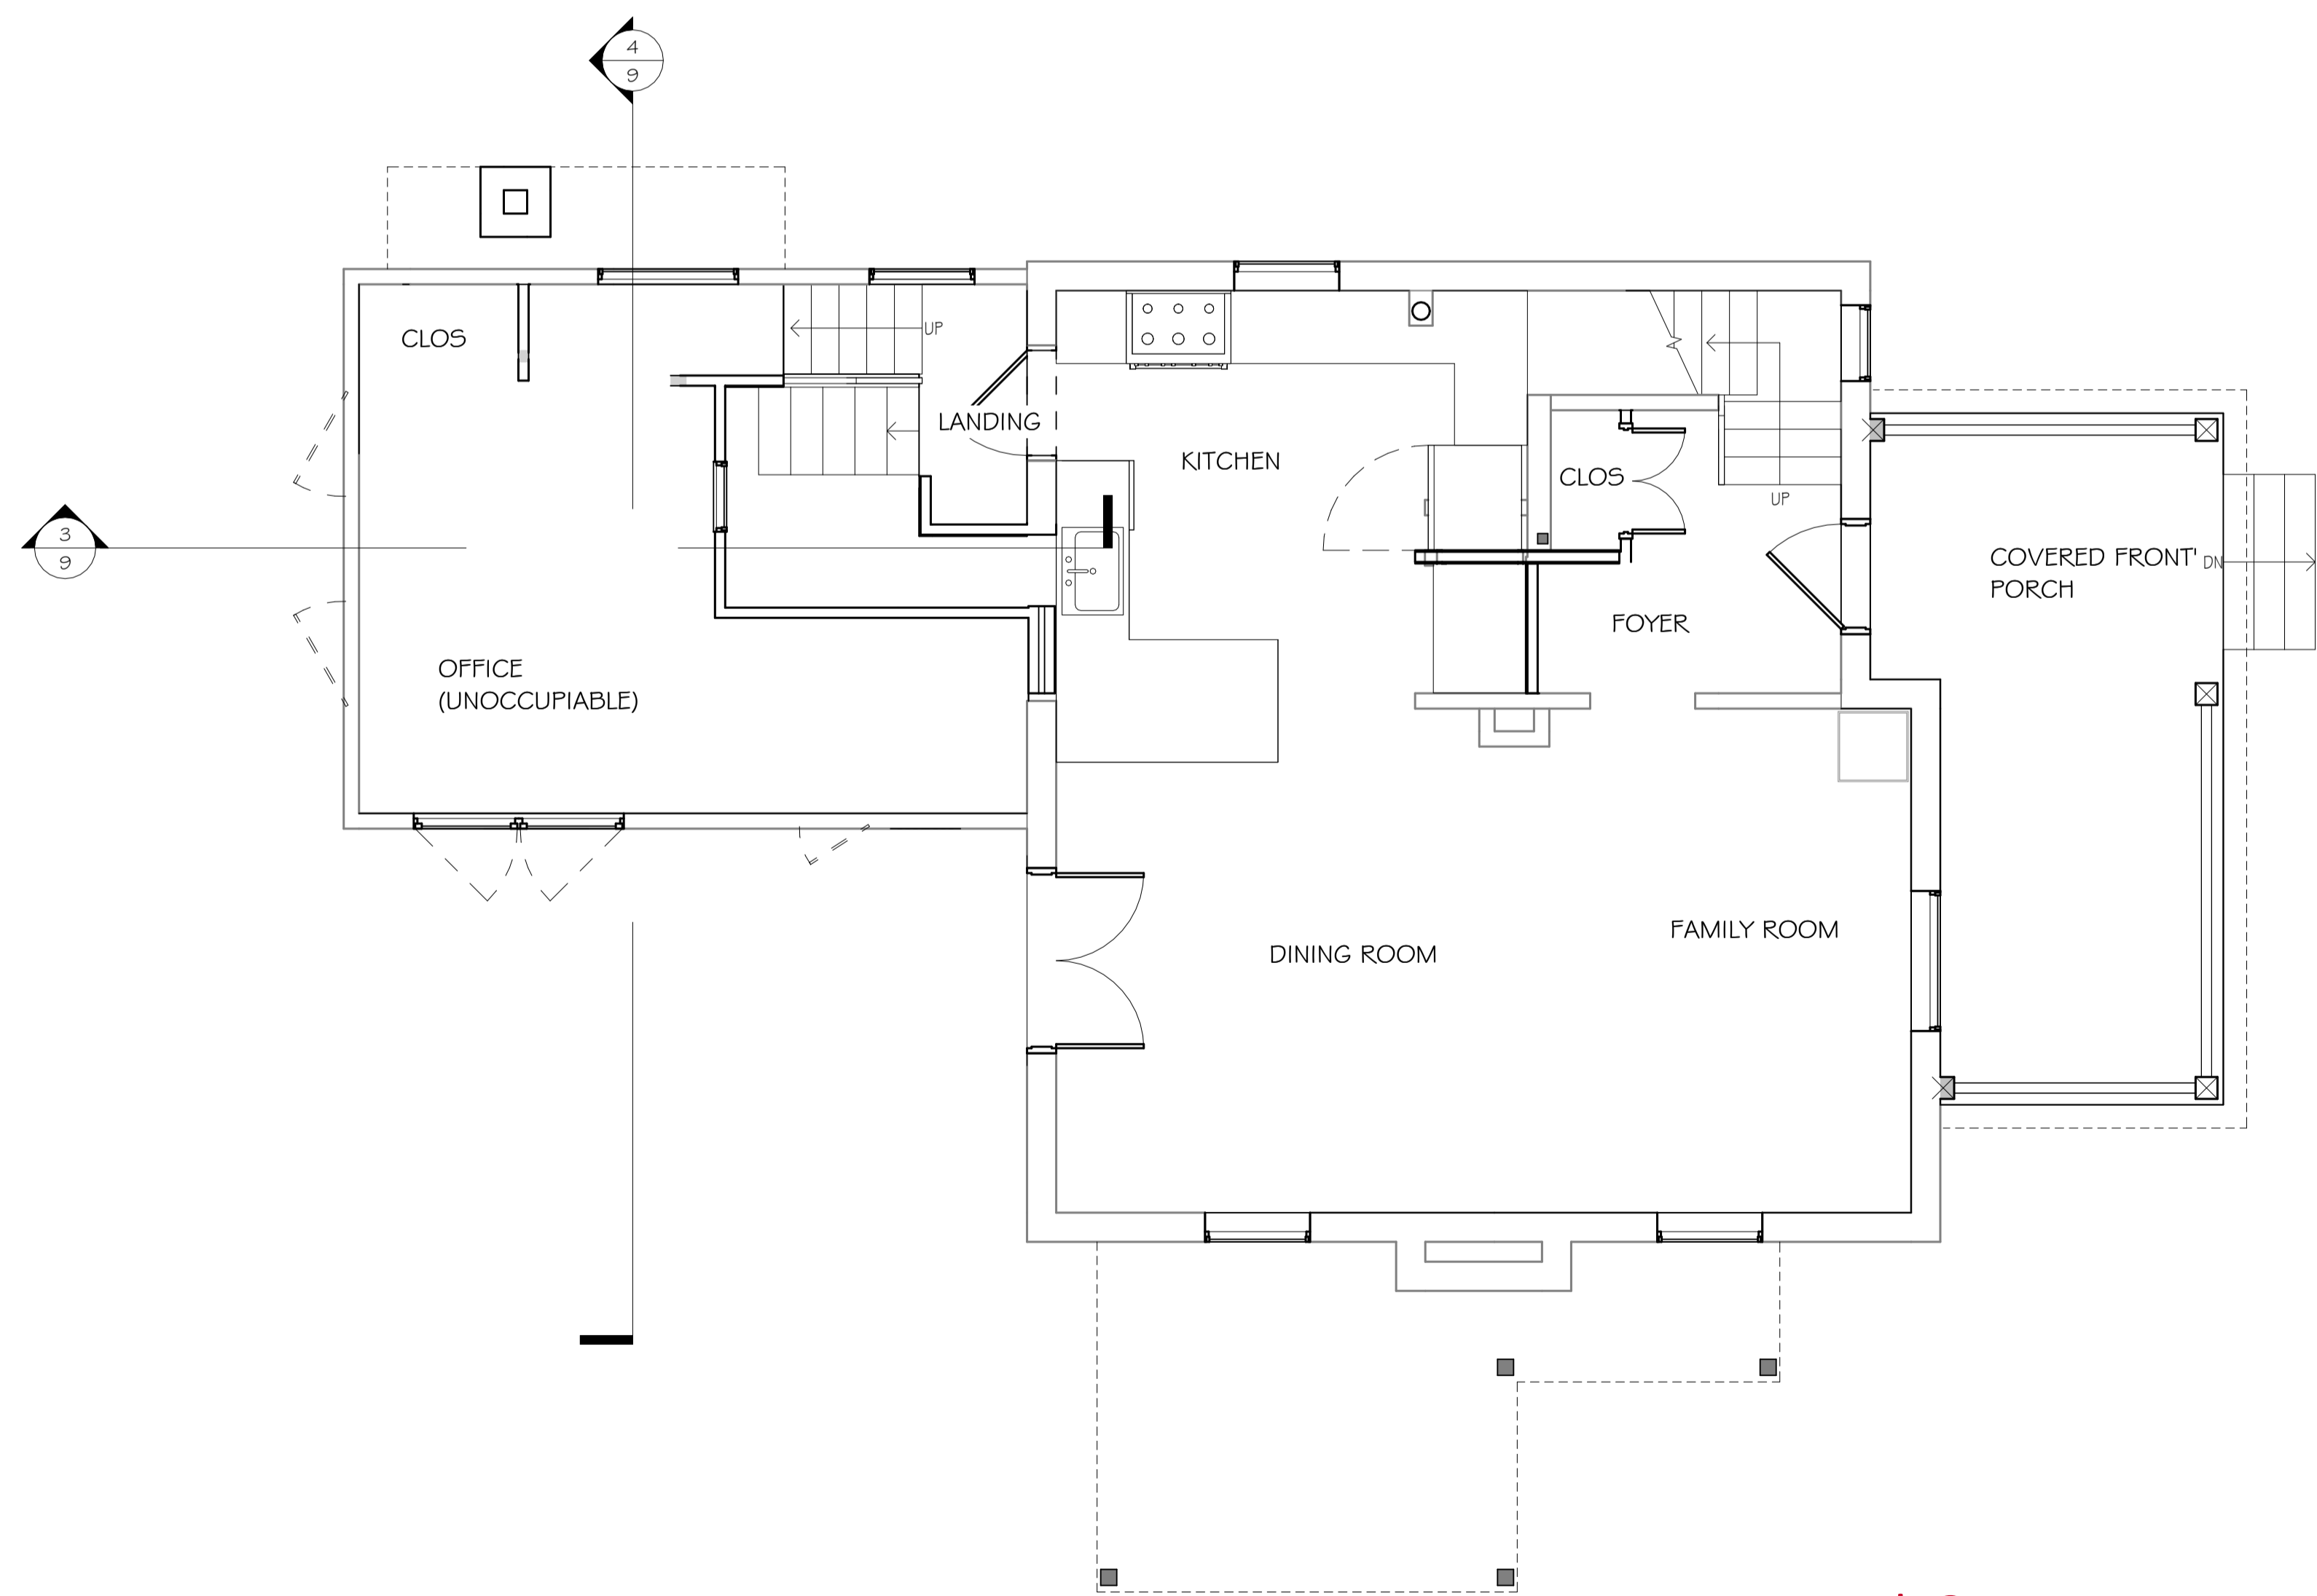 4
9
CLOS
UP
LANDING
KITCHEN
CLOS
UP
3
9
COVERED FRONT
PORCH
DN
FOYER
OFFICE
(UNOCCUPIABLE)
FAMILY ROOM
DINING ROOM